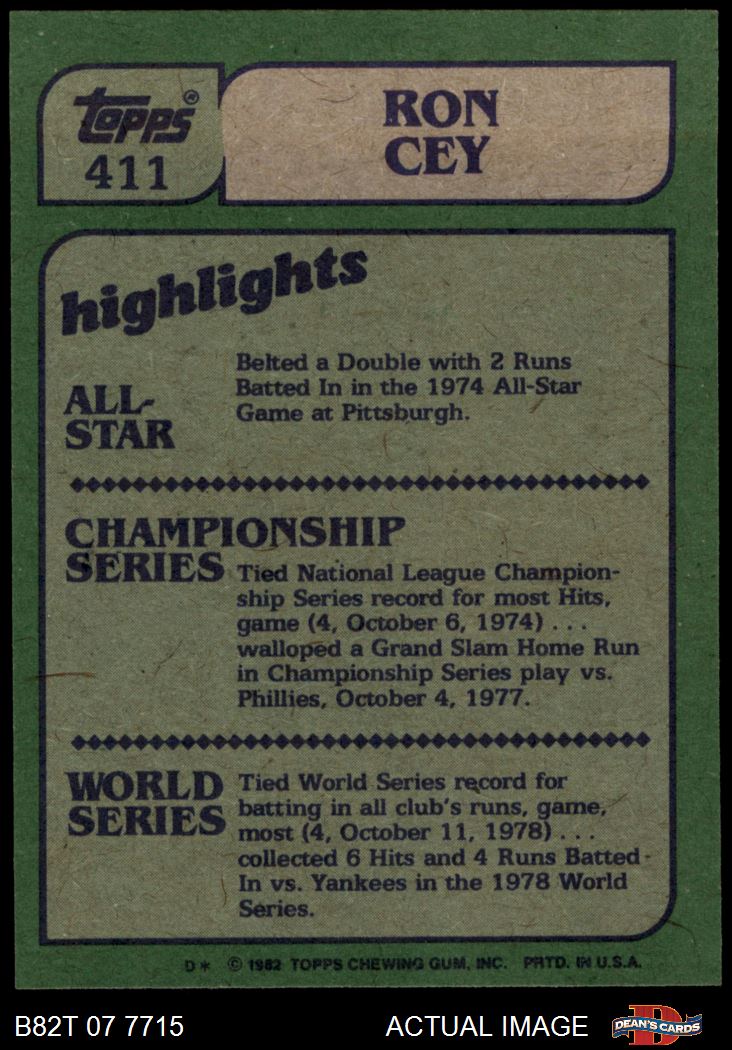 topps®
411
RON
CEY
highlights
ALL-
STAR
Belted a Double with 2 Runs
Batted In in the 1974 All-Star
Game at Pittsburgh.
CHAMPIONSHIP
SERIES
Tied National League Champion-
ship Series record for most Hits,
game (4, October 6, 1974) . . .
walloped a Grand Slam Home Run
in Championship Series play vs.
Phillies, October 4, 1977.
WORLD
SERIES
Tied World Series record for
batting in all club's runs, game,
most (4, October 11, 1978) . . .
collected 6 Hits and 4 Runs Batted
In vs. Yankees in the 1978 World
Series.
D* © 1982 TOPPS CHEWING GUM, INC. PRTD. IN U.S.A.
B82T 07 7715 ACTUAL IMAGE
D
DEAN'S CARDS